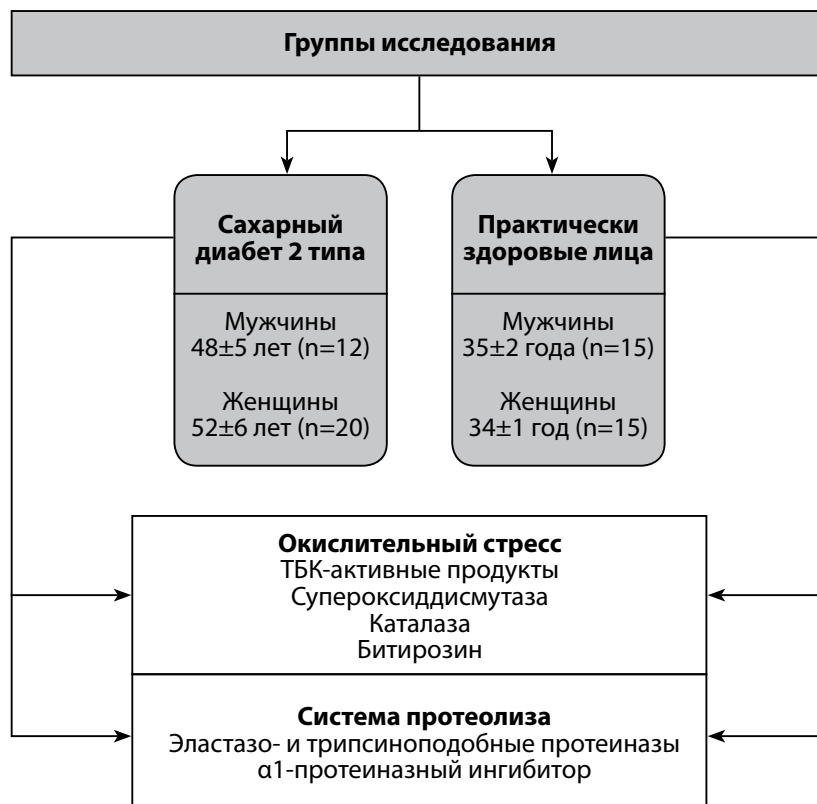 Группы исследования
Сахарный
диабет 2 типа
Мужчины
48±5 лет (n=12)
Женщины
52±6 лет (n=20)
Практически
здоровые лица
Мужчины
35±2 года (n=15)
Женщины
34±1 год (n=15)
Окислительный стресс
ТБК-активные продукты
Супероксиддисмутаза
Каталаза
Битирозин
Система протеолиза
Эластазо- и трипсиноподобные протеиназы
α1-протеиназный ингибитор